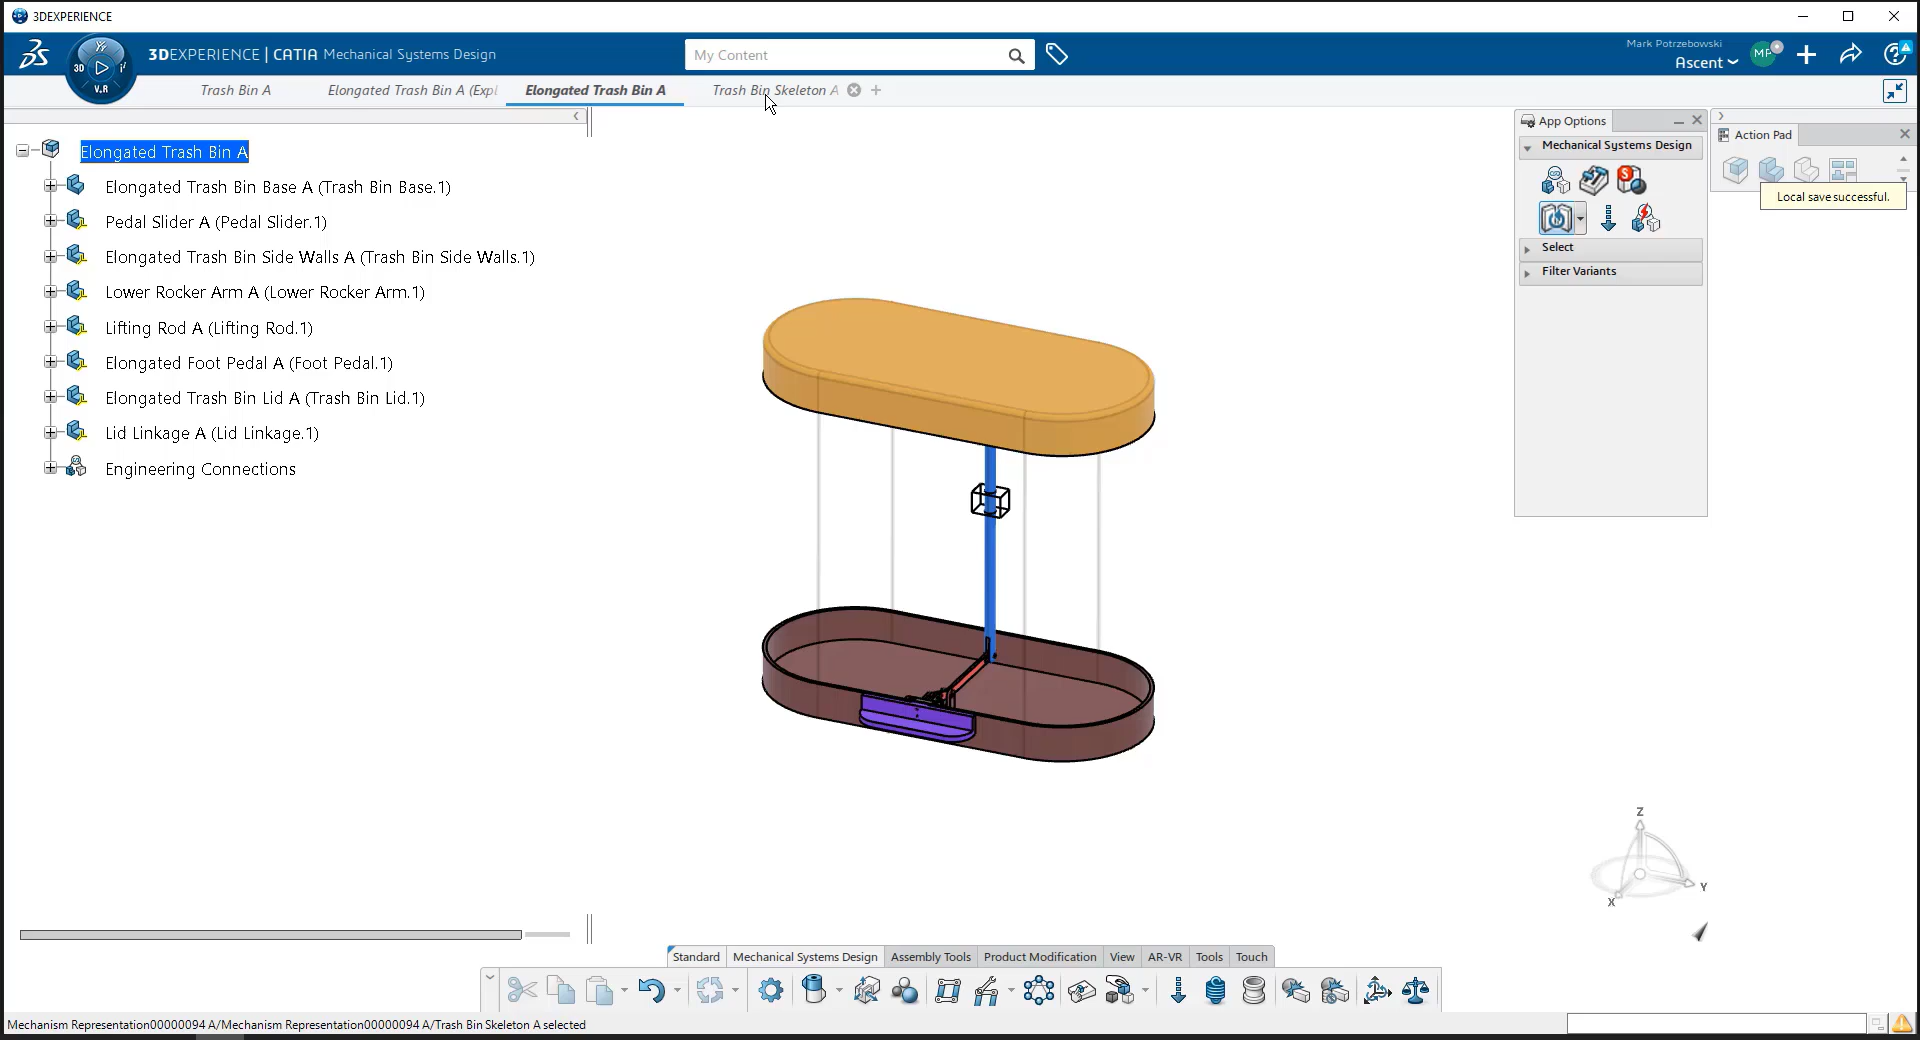 3DEXPERIENCE
3DEXPERIENCE | CATIA Mechanical Systems Design
3D
V.R
My Content
Mark Potrzebowski
Ascent
MP
Trash Bin A
Elongated Trash Bin A (Expl
Elongated Trash Bin A
Trash Bin Skeleton A
Elongated Trash Bin A
Elongated Trash Bin Base A (Trash Bin Base.1)
Pedal Slider A (Pedal Slider.1)
Elongated Trash Bin Side Walls A (Trash Bin Side Walls.1)
Lower Rocker Arm A (Lower Rocker Arm.1)
Lifting Rod A (Lifting Rod.1)
Elongated Foot Pedal A (Foot Pedal.1)
Elongated Trash Bin Lid A (Trash Bin Lid.1)
Lid Linkage A (Lid Linkage.1)
Engineering Connections
App Options
Mechanical Systems Design
Select
Filter Variants
Action Pad
Local save successful.
Z
Y
X
Standard
Mechanical Systems Design
Assembly Tools
Product Modification
View
AR-VR
Tools
Touch
Mechanism Representation00000094 A/Mechanism Representation00000094 A/Trash Bin Skeleton A selected